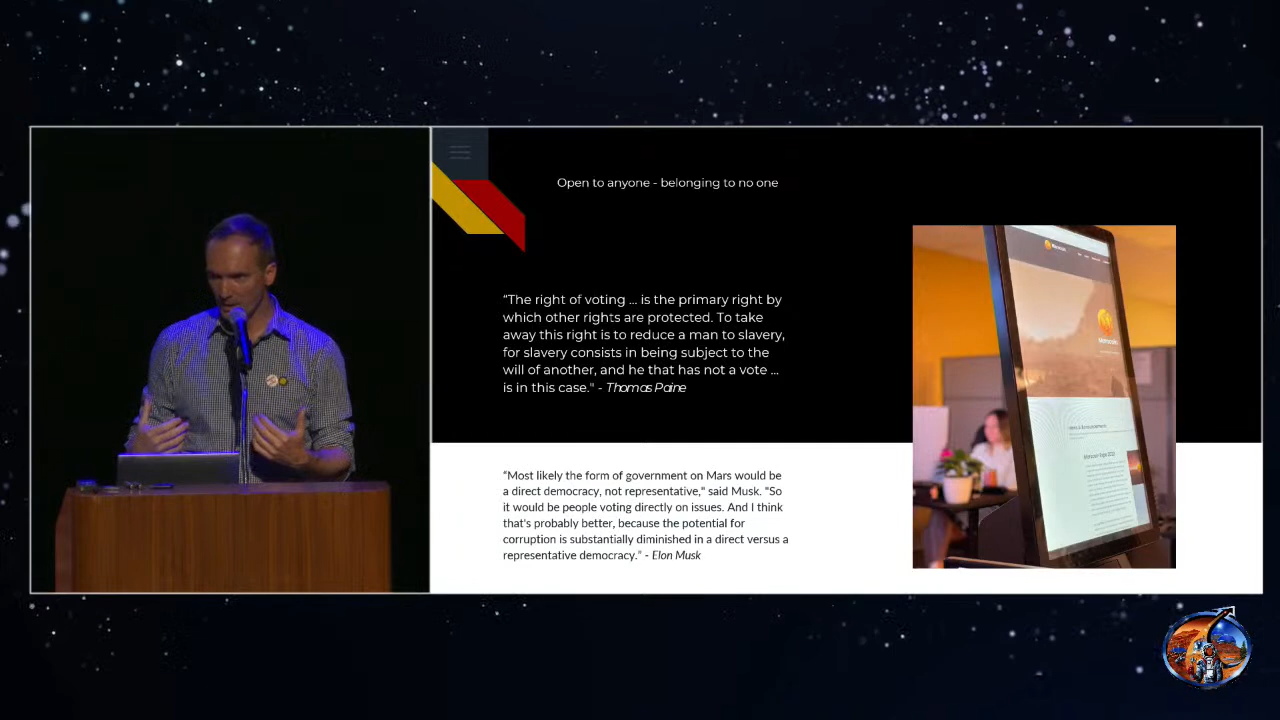 Open to anyone - belonging to no one
“The right of voting ... is the primary right by
which other rights are protected. To take
away this right is to reduce a man to slavery,
for slavery consists in being subject to the
will of another, and he that has not a vote ...
is in this case." - Thomas Paine
“Most likely the form of government on Mars would be
a direct democracy, not representative,” said Musk. “So
it would be people voting directly on issues. And I think
that's probably better, because the potential for
corruption is substantially diminished in a direct versus a
representative democracy.” - Elon Musk